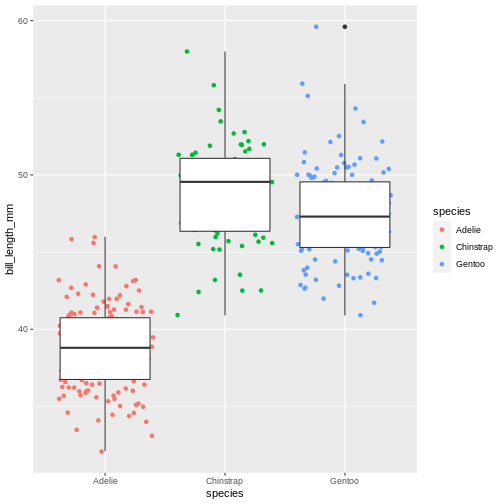 60
50
40
bill_length_mm
Adelie
Chinstrap
Gentoo
species
species
Adelie
Chinstrap
Gentoo